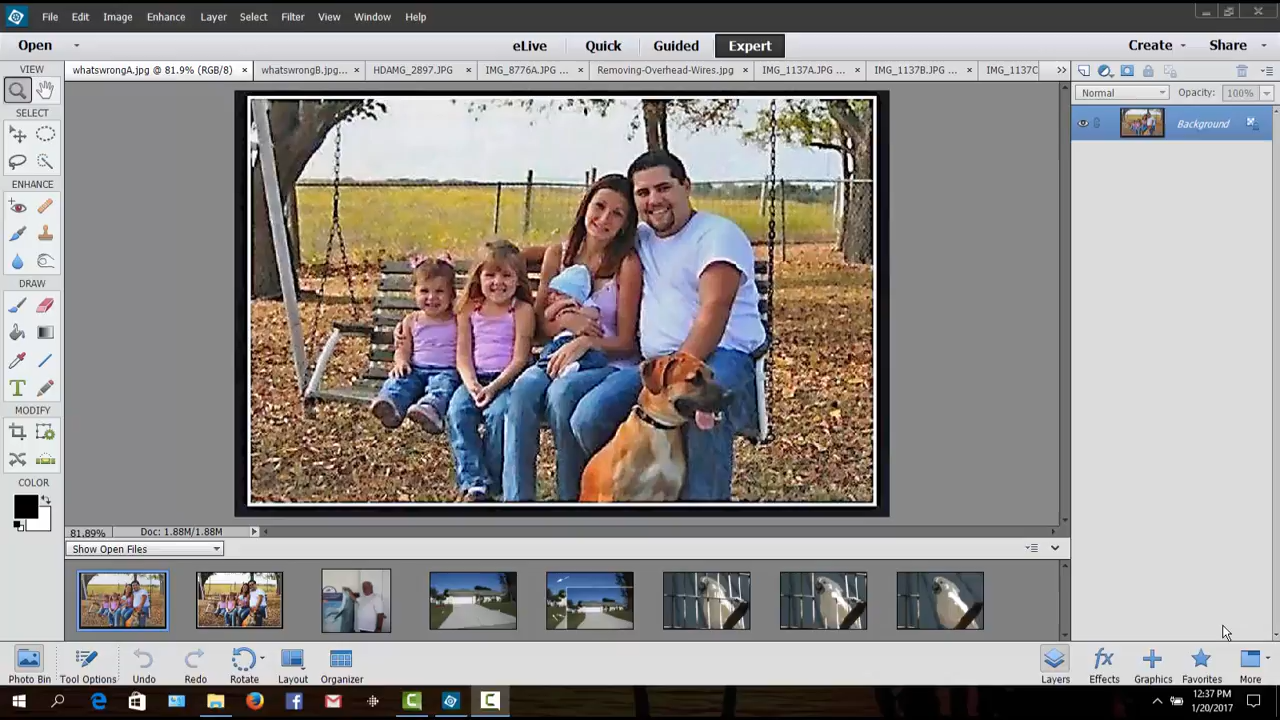 File Edit Image Enhance Layer Select Filter View Window Help
Open eLive Quick Guided Expert Create Share
VIEW whatswrongA.jpg @ 81.9% (RGB/8) × whatswrongB.jpg... × HDAMG_2897.JPG × IMG_8776A.JPG ... × Removing-Overhead-Wires.jpg × IMG_1137A.JPG ... × IMG_1137B.JPG ... × IMG_1137C »
Normal Opacity: 100%
SELECT
Background
ENHANCE
DRAW
MODIFY
COLOR
81.89% Doc: 1.88M/1.88M
Show Open Files
Photo Bin Tool Options Undo Redo Rotate Layout Organizer Layers Effects Graphics Favorites More
12:37 PM
1/20/2017